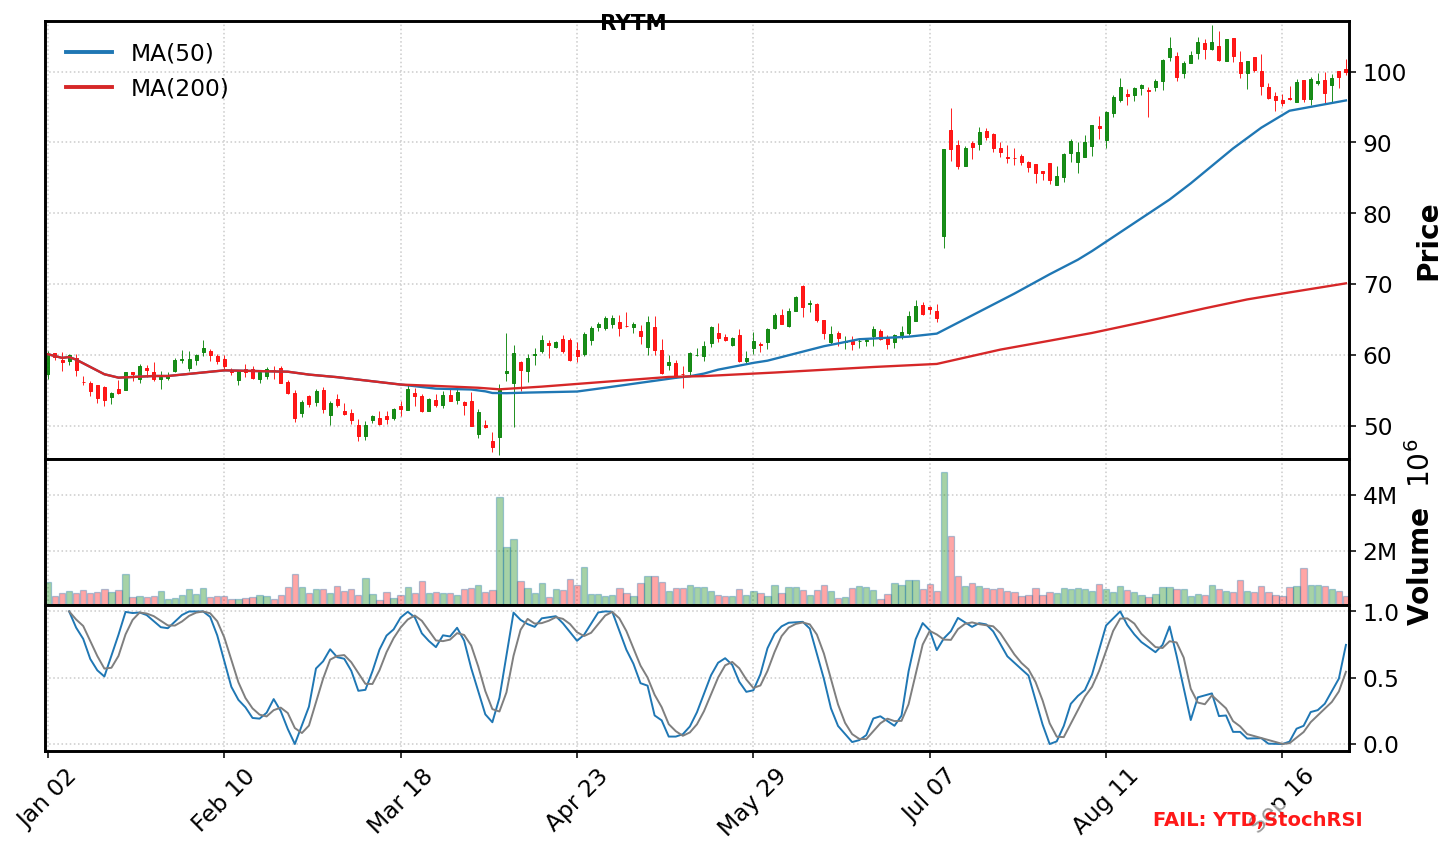 RYTM
MA(50)
MA(200)
100
90
80
70
60
50
Price
4M
2M
Volume 10⁶
1.0
0.5
0.0
Jan 02
Feb 10
Mar 18
Apr 23
May 29
Jul 07
Aug 11
Sep 16
FAIL: YTD,StochRSI